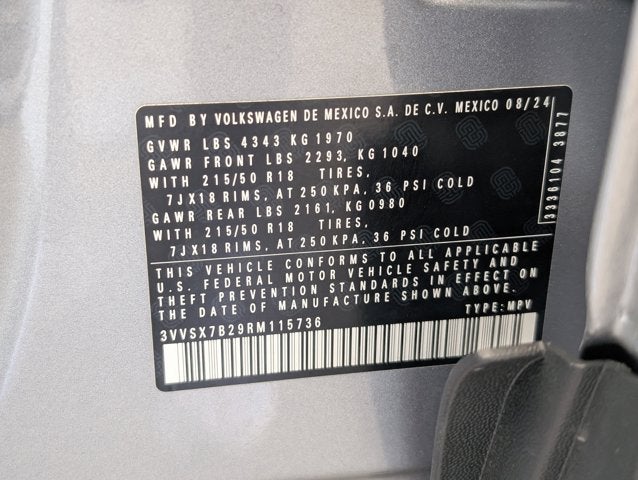 MFD BY VOLKSWAGEN DE MEXICO S.A. DE C.V. MEXICO 08/24
GVWR LBS 4343 KG 1970
GAWR FRONT LBS 2293, KG 1040
WITH 215/50 R18 TIRES,
7JX18 RIMS, AT 250 KPA, 36 PSI COLD
GAWR REAR LBS 2161, KG 0980
WITH 215/50 R18 TIRES,
7JX18 RIMS, AT 250 KPA, 36 PSI COLD
3336104 3877
THIS VEHICLE CONFORMS TO ALL APPLICABLE
U.S. FEDERAL MOTOR VEHICLE SAFETY AND
THEFT PREVENTION STANDARDS IN EFFECT ON
THE DATE OF MANUFACTURE SHOWN ABOVE.
3VVSX7B29RM115736 TYPE: MPV